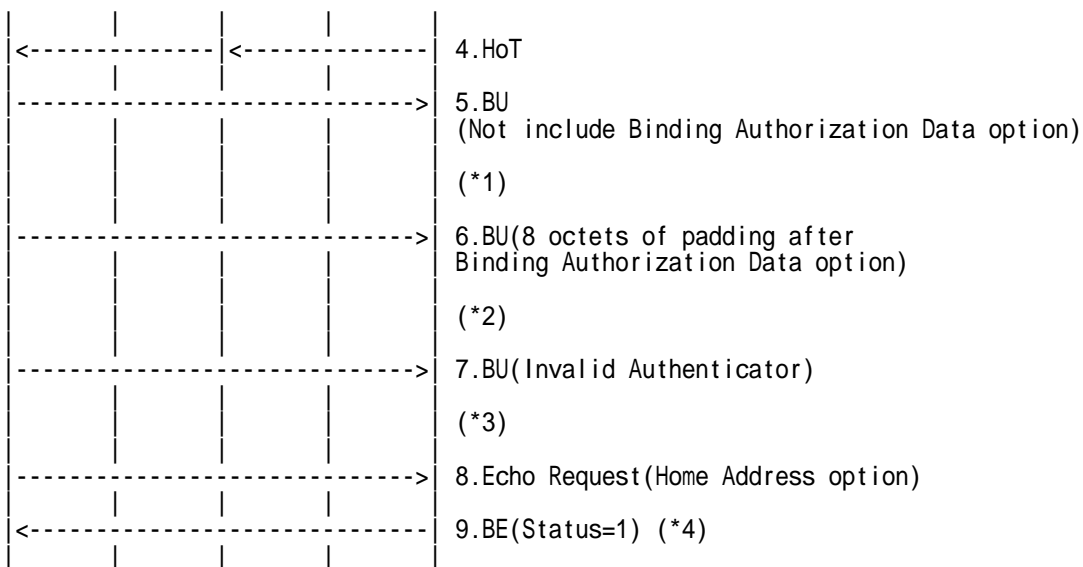 4.HoT
5.BU
(Not include Binding Authorization Data option)
(*1)
6.BU(8 octets of padding after
Binding Authorization Data option)
(*2)
7.BU(Invalid Authenticator)
(*3)
8.Echo Request(Home Address option)
9.BE(Status=1) (*4)